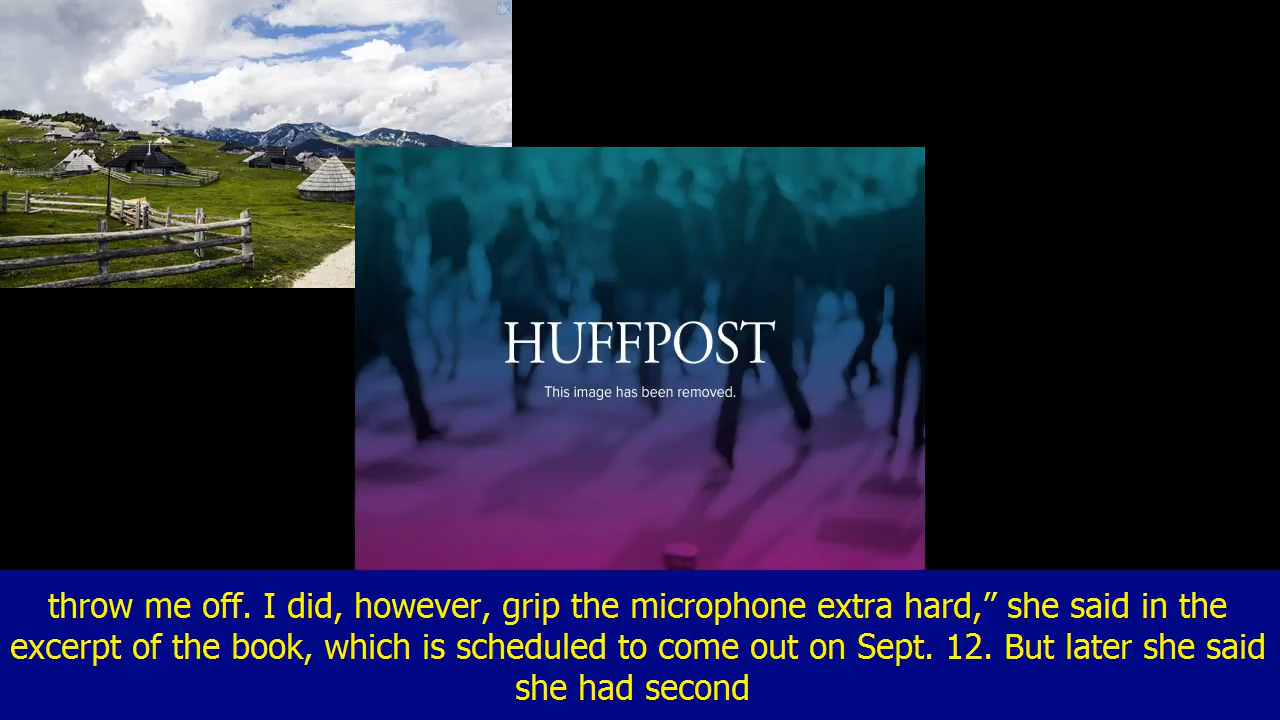 HUFFPOST
This image has been removed.
throw me off. I did, however, grip the microphone extra hard,” she said in the
excerpt of the book, which is scheduled to come out on Sept. 12. But later she said
she had second